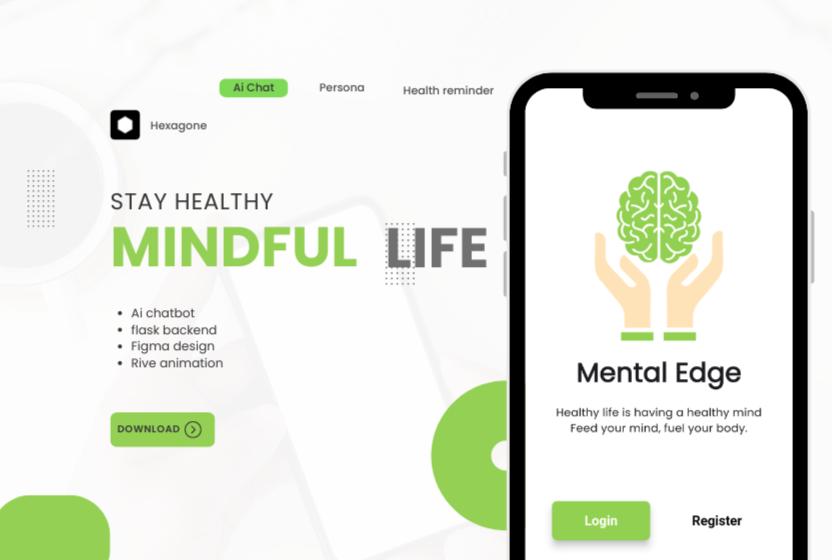 Ai Chat
Persona
Health reminder
Hexagone
STAY HEALTHY
MINDFUL LIFE
Ai chatbot
flask backend
Figma design
Rive animation
DOWNLOAD
Mental Edge
Healthy life is having a healthy mind
Feed your mind, fuel your body.
Login
Register